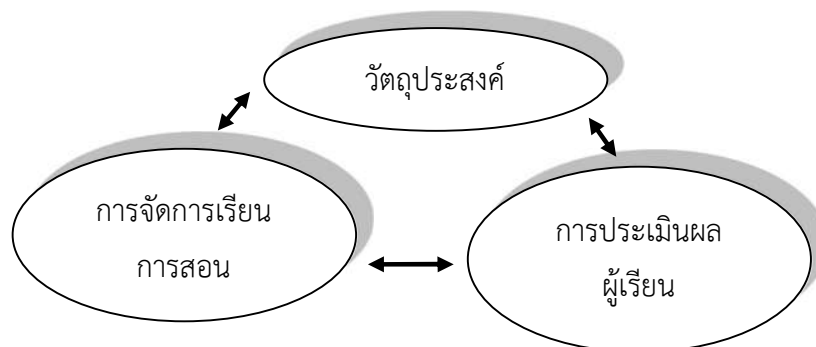 วัตถุประสงค์
การจัดการเรียน
การสอน
การประเมินผล
ผู้เรียน